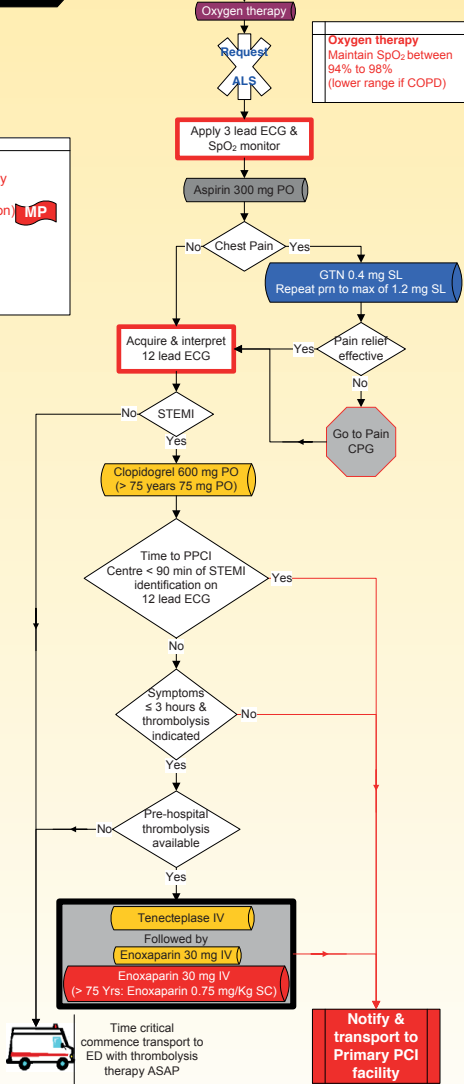 Oxygen therapy
Request
ALS
Oxygen therapy
Maintain SpO₂ between
94% to 98%
(lower range if COPD)
Apply 3 lead ECG &
SpO₂ monitor
y
on)
MP
Aspirin 300 mg PO
Chest Pain
No
Yes
GTN 0.4 mg SL
Repeat prn to max of 1.2 mg SL
Acquire & interpret
12 lead ECG
Yes
Pain relief
effective
No
Go to Pain
CPG
STEMI
No
Yes
Clopidogrel 600 mg PO
(> 75 years 75 mg PO)
Time to PPCI
Centre < 90 min of STEMI
identification on
12 lead ECG
Yes
No
Symptoms
≤ 3 hours &
thrombolysis
indicated
No
Yes
Pre-hospital
thrombolysis
available
No
Yes
Tenecteplase IV
Followed by
Enoxaparin 30 mg IV
Enoxaparin 30 mg IV
(> 75 Yrs: Enoxaparin 0.75 mg/Kg SC)
Time critical
commence transport to
ED with thrombolysis
therapy ASAP
Notify &
transport to
Primary PCI
facility